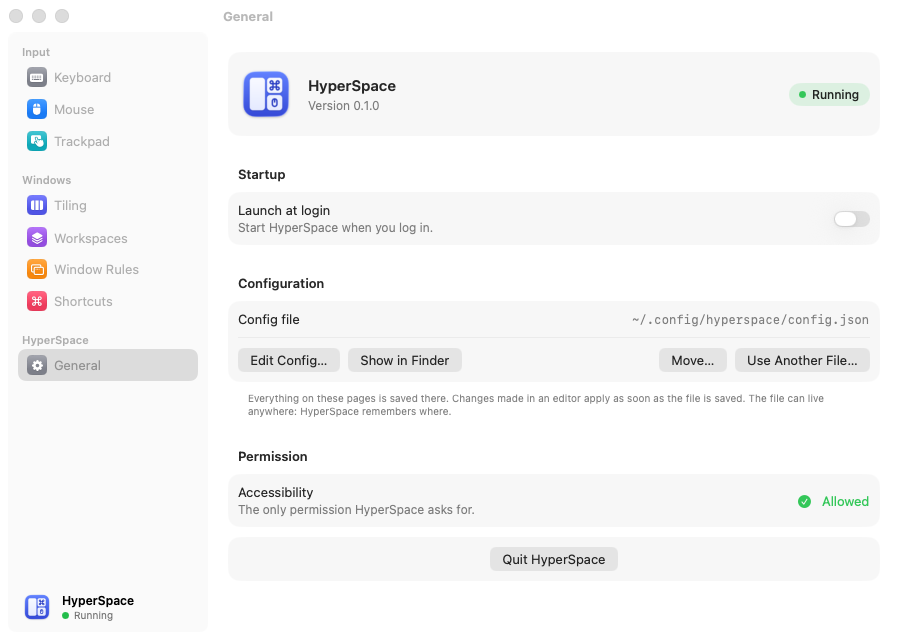 General
Input
Keyboard
Mouse
Trackpad
Windows
Tiling
Workspaces
Window Rules
Shortcuts
HyperSpace
General
HyperSpace
Running
HyperSpace
Version 0.1.0
Running
Startup
Launch at login
Start HyperSpace when you log in.
Configuration
Config file
~/.config/hyperspace/config.json
Edit Config...
Show in Finder
Move...
Use Another File...
Everything on these pages is saved there. Changes made in an editor apply as soon as the file is saved. The file can live
anywhere: HyperSpace remembers where.
Permission
Accessibility
The only permission HyperSpace asks for.
Allowed
Quit HyperSpace